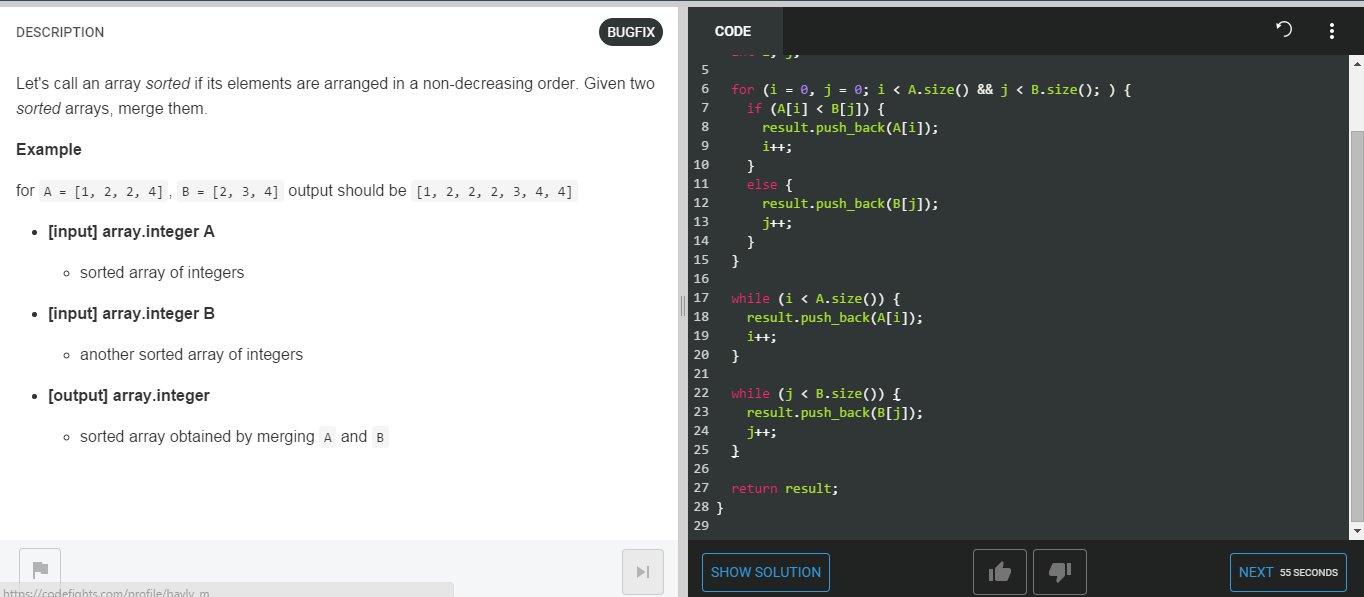 DESCRIPTION
BUGFIX
Let's call an array sorted if its elements are arranged in a non-decreasing order. Given two
sorted arrays, merge them.
Example
for A = [1, 2, 2, 4] , B = [2, 3, 4] output should be [1, 2, 2, 2, 3, 4, 4]
[input] array.integer A
sorted array of integers
[input] array.integer B
another sorted array of integers
[output] array.integer
sorted array obtained by merging A and B
https://codefights.com/profile/hayly_m
CODE
5
6 for (i = 0, j = 0; i < A.size() && j < B.size(); ) {
7 if (A[i] < B[j]) {
8 result.push_back(A[i]);
9 i++;
10 }
11 else {
12 result.push_back(B[j]);
13 j++;
14 }
15 }
16
17 while (i < A.size()) {
18 result.push_back(A[i]);
19 i++;
20 }
21
22 while (j < B.size()) {
23 result.push_back(B[j]);
24 j++;
25 }
26
27 return result;
28 }
29
SHOW SOLUTION
NEXT 55 SECONDS